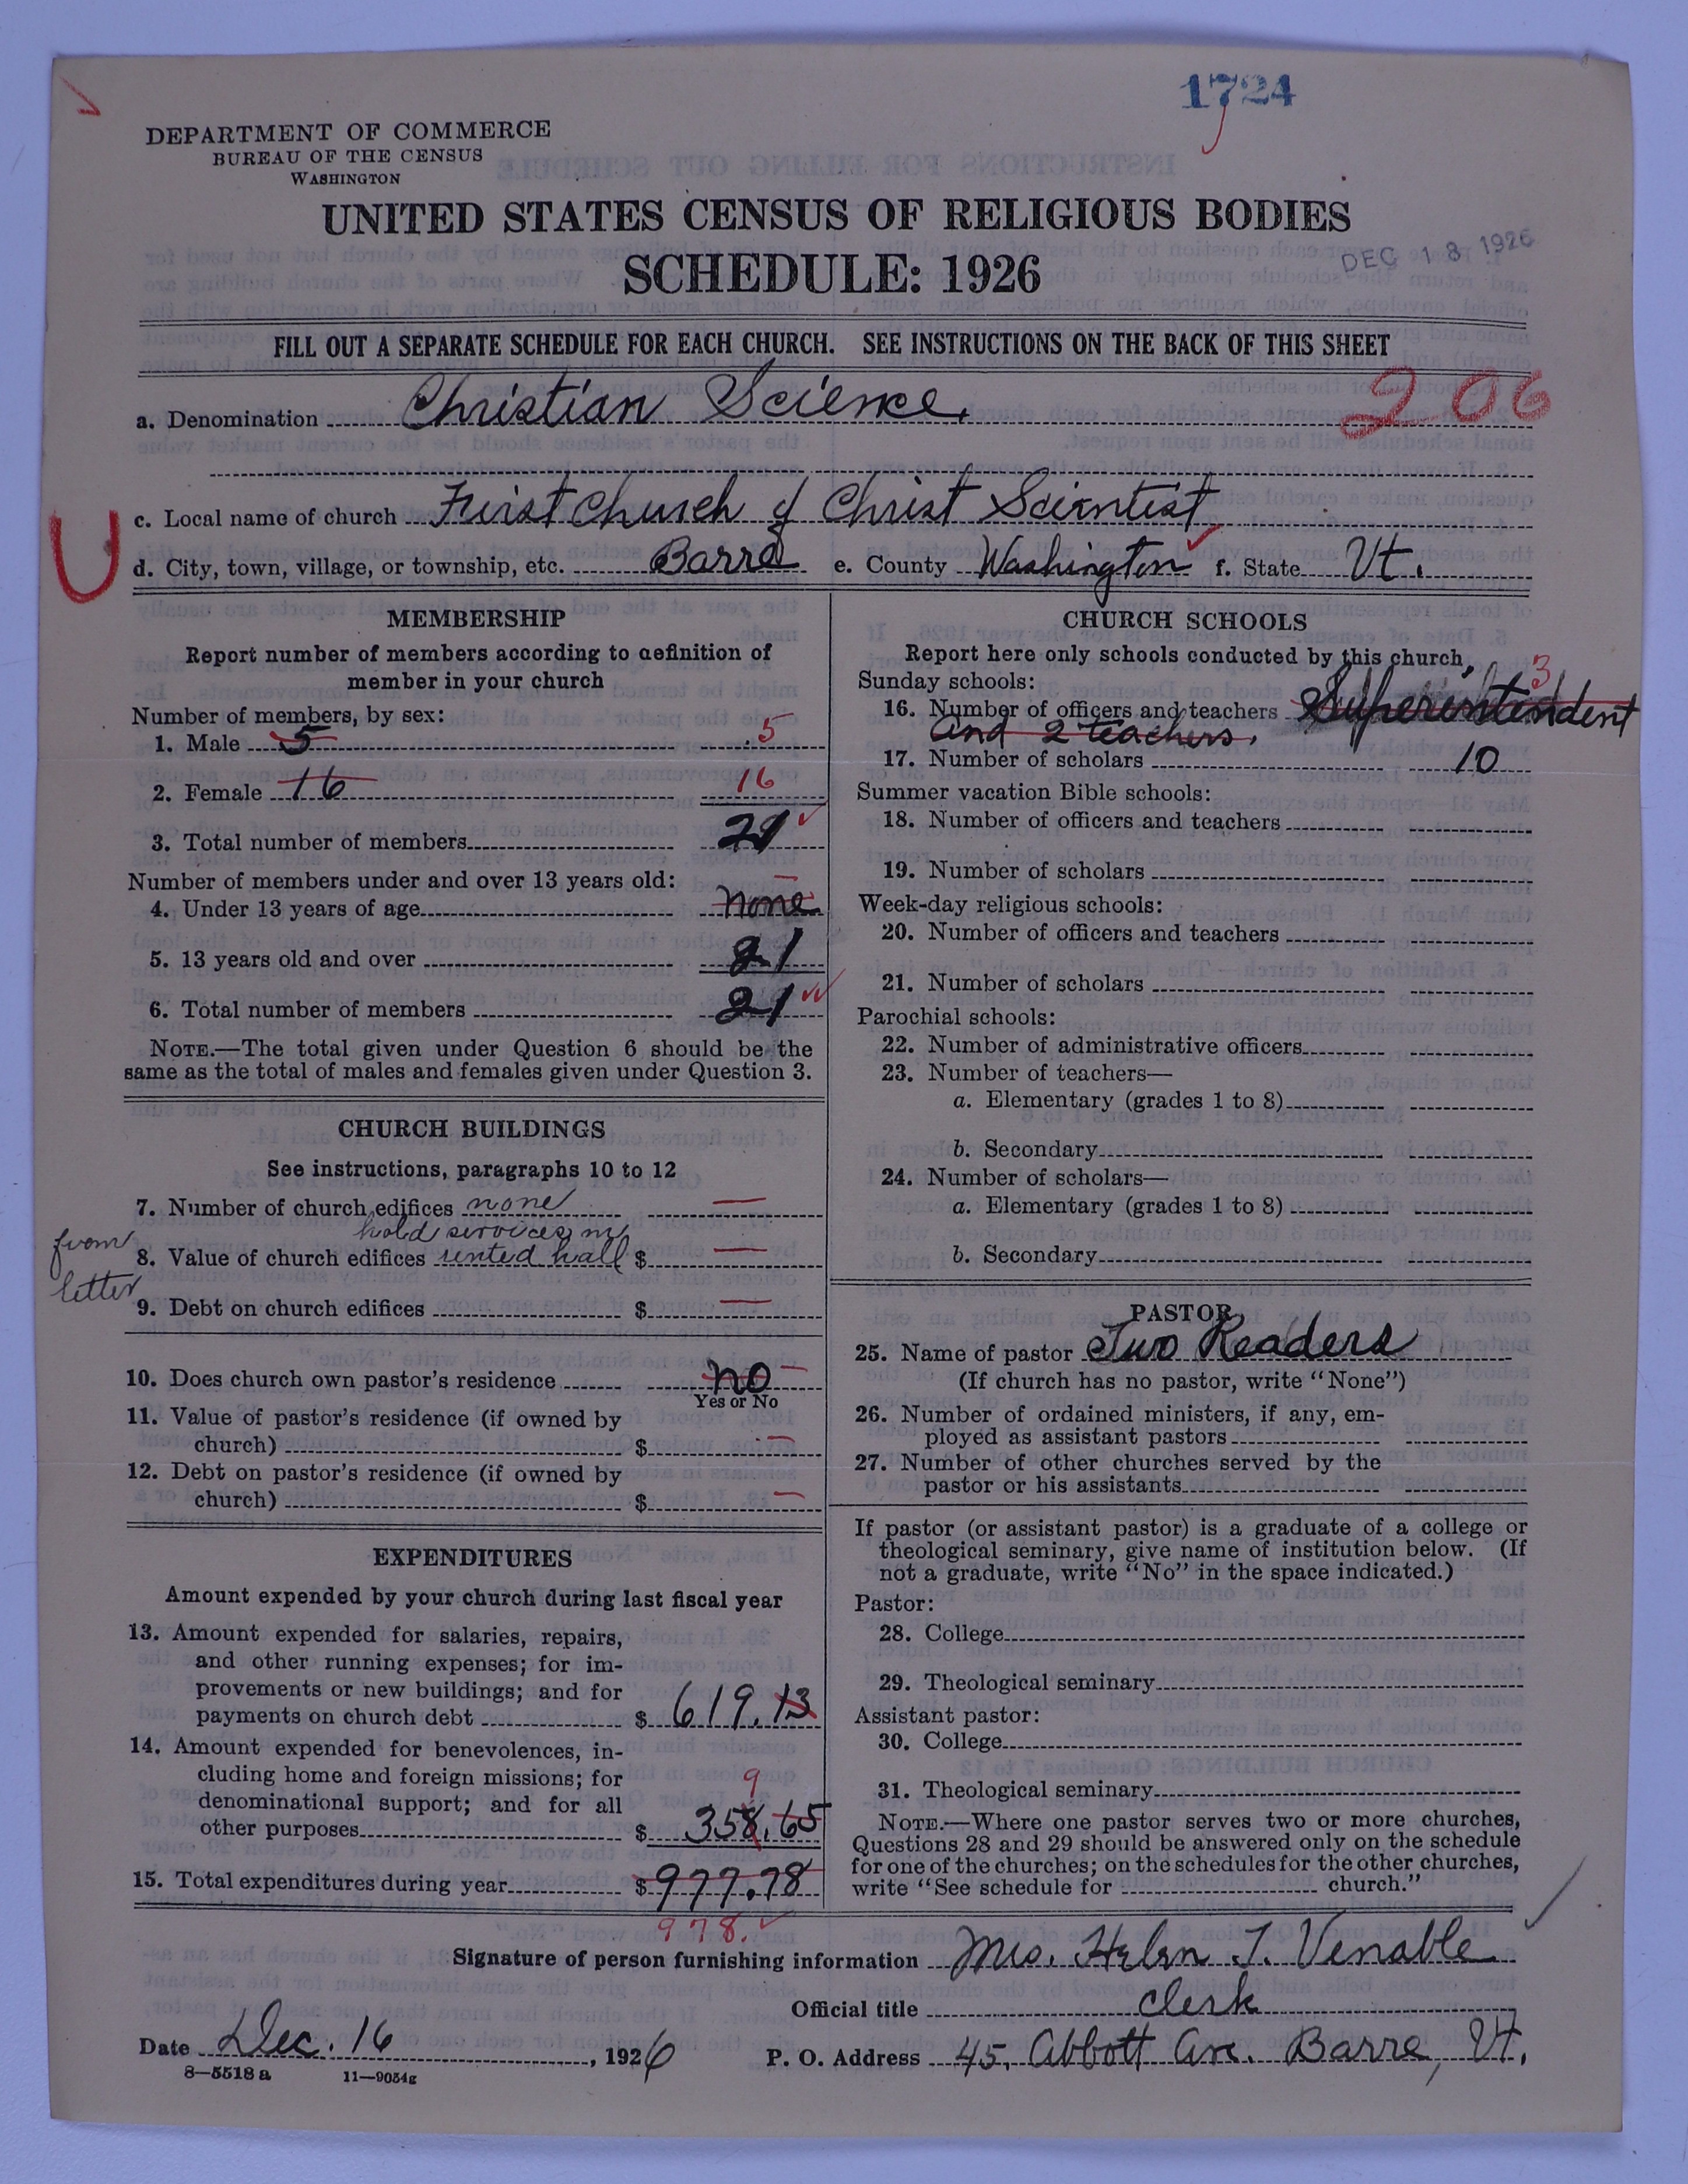 1724
DEPARTMENT OF COMMERCE
BUREAU OF THE CENSUS
WASHINGTON
UNITED STATES CENSUS OF RELIGIOUS BODIES
DEC 18 1926
SCHEDULE: 1926
FILL OUT A SEPARATE SCHEDULE FOR EACH CHURCH. SEE INSTRUCTIONS ON THE BACK OF THIS SHEET
206
a. Denomination Christian Science.
c. Local name of church First Church of Christ Scientist
U
d. City, town, village, or township, etc. Barre e. County Washington f. State Vt.
MEMBERSHIP
Report number of members according to definition of
member in your church
Number of members, by sex:
1. Male 5 5
2. Female 16 16
3. Total number of members 21
Number of members under and over 13 years old:
4. Under 13 years of age none
5. 13 years old and over 21
6. Total number of members 21
NOTE.—The total given under Question 6 should be the
same as the total of males and females given under Question 3.
CHURCH BUILDINGS
See instructions, paragraphs 10 to 12
7. Number of church edifices none —
hold services in
from
8. Value of church edifices rented hall $ —
letter
9. Debt on church edifices $ —
10. Does church own pastor's residence no —
Yes or No
11. Value of pastor's residence (if owned by
church) $ —
12. Debt on pastor's residence (if owned by
church) $ —
EXPENDITURES
Amount expended by your church during last fiscal year
13. Amount expended for salaries, repairs,
and other running expenses; for im-
provements or new buildings; and for
payments on church debt $ 619.13
14. Amount expended for benevolences, in-
cluding home and foreign missions; for
9
denominational support; and for all
other purposes $ 358.65
15. Total expenditures during year $ 977.78
978.
CHURCH SCHOOLS
Report here only schools conducted by this church.
Sunday schools:
3
16. Number of officers and teachers Superintendent
and 2 teachers.
17. Number of scholars 10
Summer vacation Bible schools:
18. Number of officers and teachers
19. Number of scholars
Week-day religious schools:
20. Number of officers and teachers
21. Number of scholars
Parochial schools:
22. Number of administrative officers
23. Number of teachers—
a. Elementary (grades 1 to 8)
b. Secondary
24. Number of scholars—
a. Elementary (grades 1 to 8)
b. Secondary
PASTOR
25. Name of pastor Two Readers
(If church has no pastor, write "None")
26. Number of ordained ministers, if any, em-
ployed as assistant pastors
27. Number of other churches served by the
pastor or his assistants
If pastor (or assistant pastor) is a graduate of a college or
theological seminary, give name of institution below. (If
not a graduate, write "No" in the space indicated.)
Pastor:
28. College
29. Theological seminary
Assistant pastor:
30. College
31. Theological seminary
NOTE.—Where one pastor serves two or more churches,
Questions 28 and 29 should be answered only on the schedule
for one of the churches; on the schedules for the other churches,
write "See schedule for church."
Signature of person furnishing information Mrs. Helen T. Venable
Official title Clerk
Date Dec. 16, 1926 P. O. Address 45, Abbott Ave. Barre, Vt.
8—5518 a 11—9054g